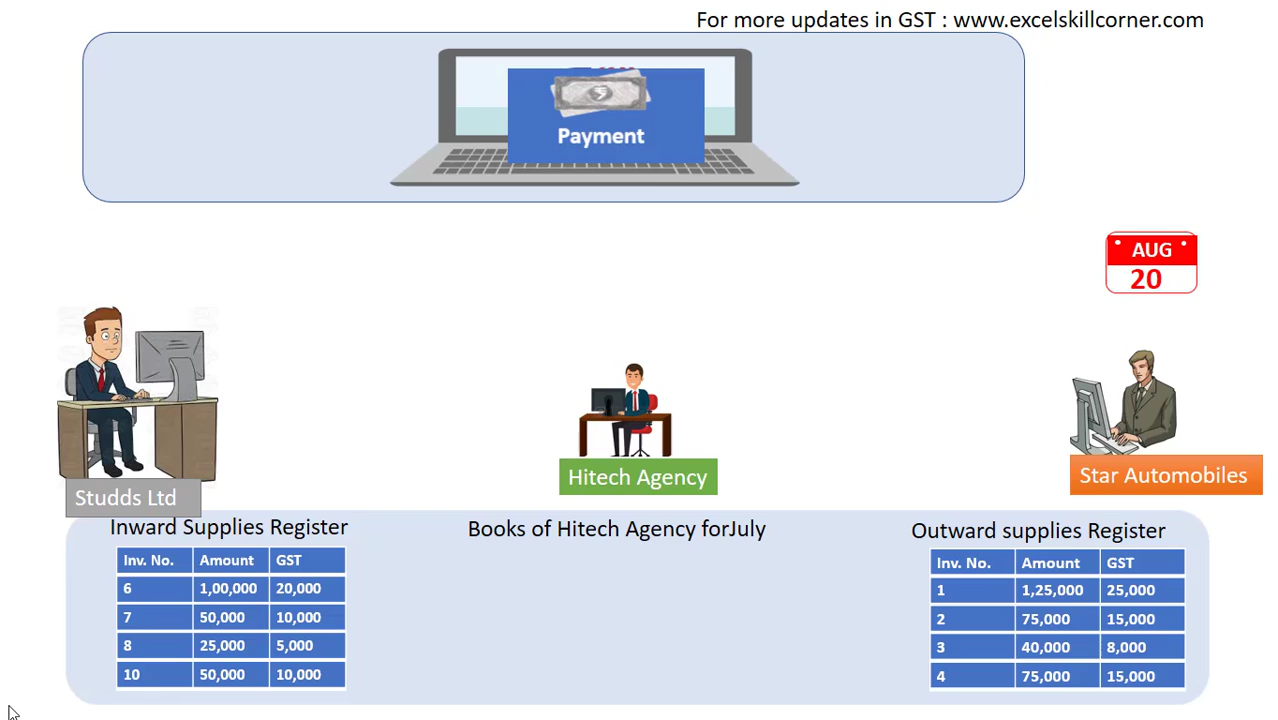 For more updates in GST : www.excelskillcorner.com
Payment
AUG
20
Studds Ltd
Hitech Agency
Star Automobiles
Inward Supplies Register
Inv. No. Amount GST
6 1,00,000 20,000
7 50,000 10,000
8 25,000 5,000
10 50,000 10,000
Books of Hitech Agency forJuly
Outward supplies Register
Inv. No. Amount GST
1 1,25,000 25,000
2 75,000 15,000
3 40,000 8,000
4 75,000 15,000